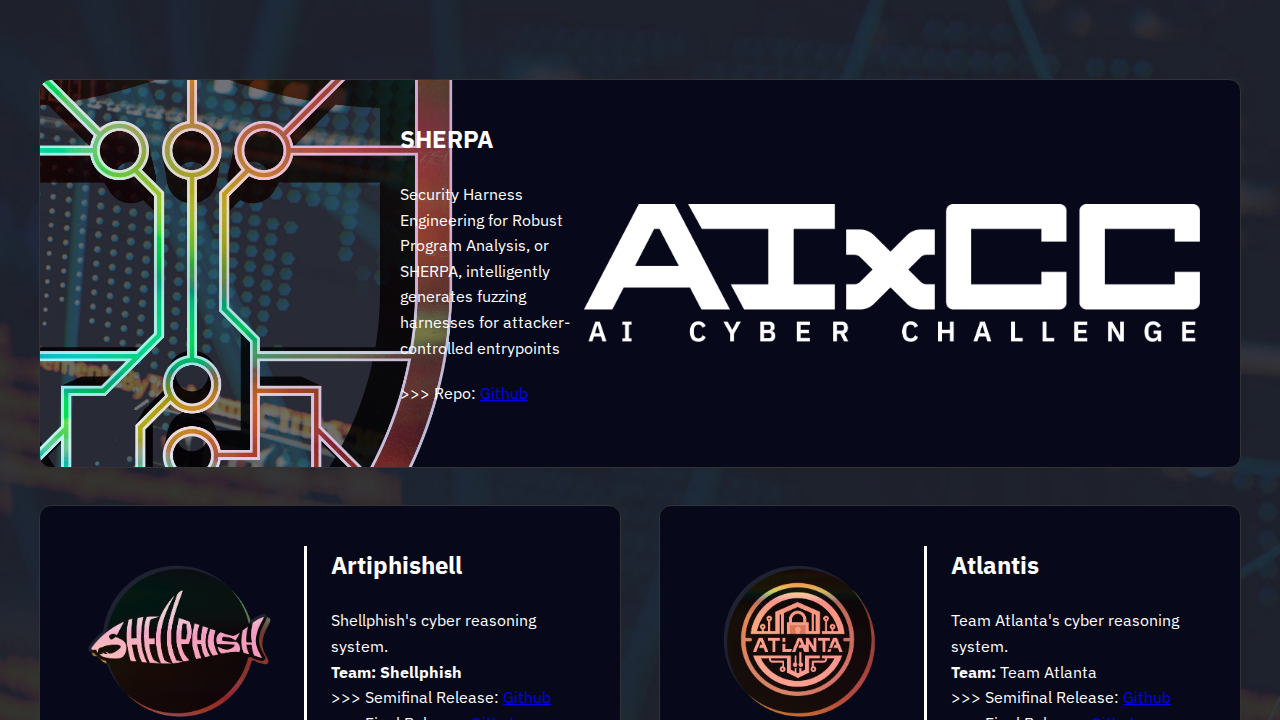 SHERPA
Security Harness
Engineering for Robust
Program Analysis, or
SHERPA, intelligently
generates fuzzing
harnesses for attacker-
controlled entrypoints
>>> Repo: Github
AIxCC
AI CYBER CHALLENGE
SHELLPHISH
Artiphishell
Shellphish's cyber reasoning
system.
Team: Shellphish
>>> Semifinal Release: Github
ATLANTA
Atlantis
Team Atlanta's cyber reasoning
system.
Team: Team Atlanta
>>> Semifinal Release: Github